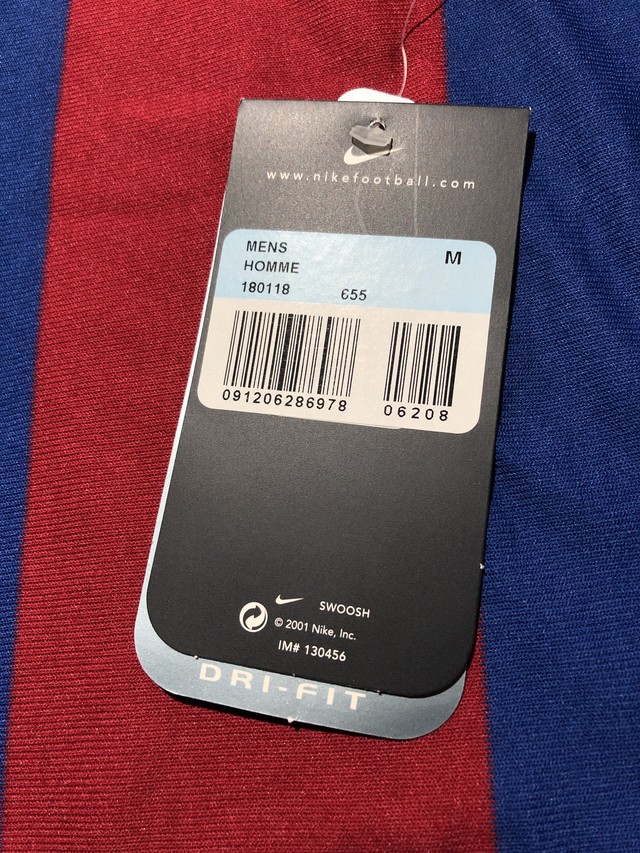 www.nikefootball.com
MENS M
HOMME
180118 655
091206286978 06208
SWOOSH
© 2001 Nike, Inc.
IM# 130456
DRI-FIT